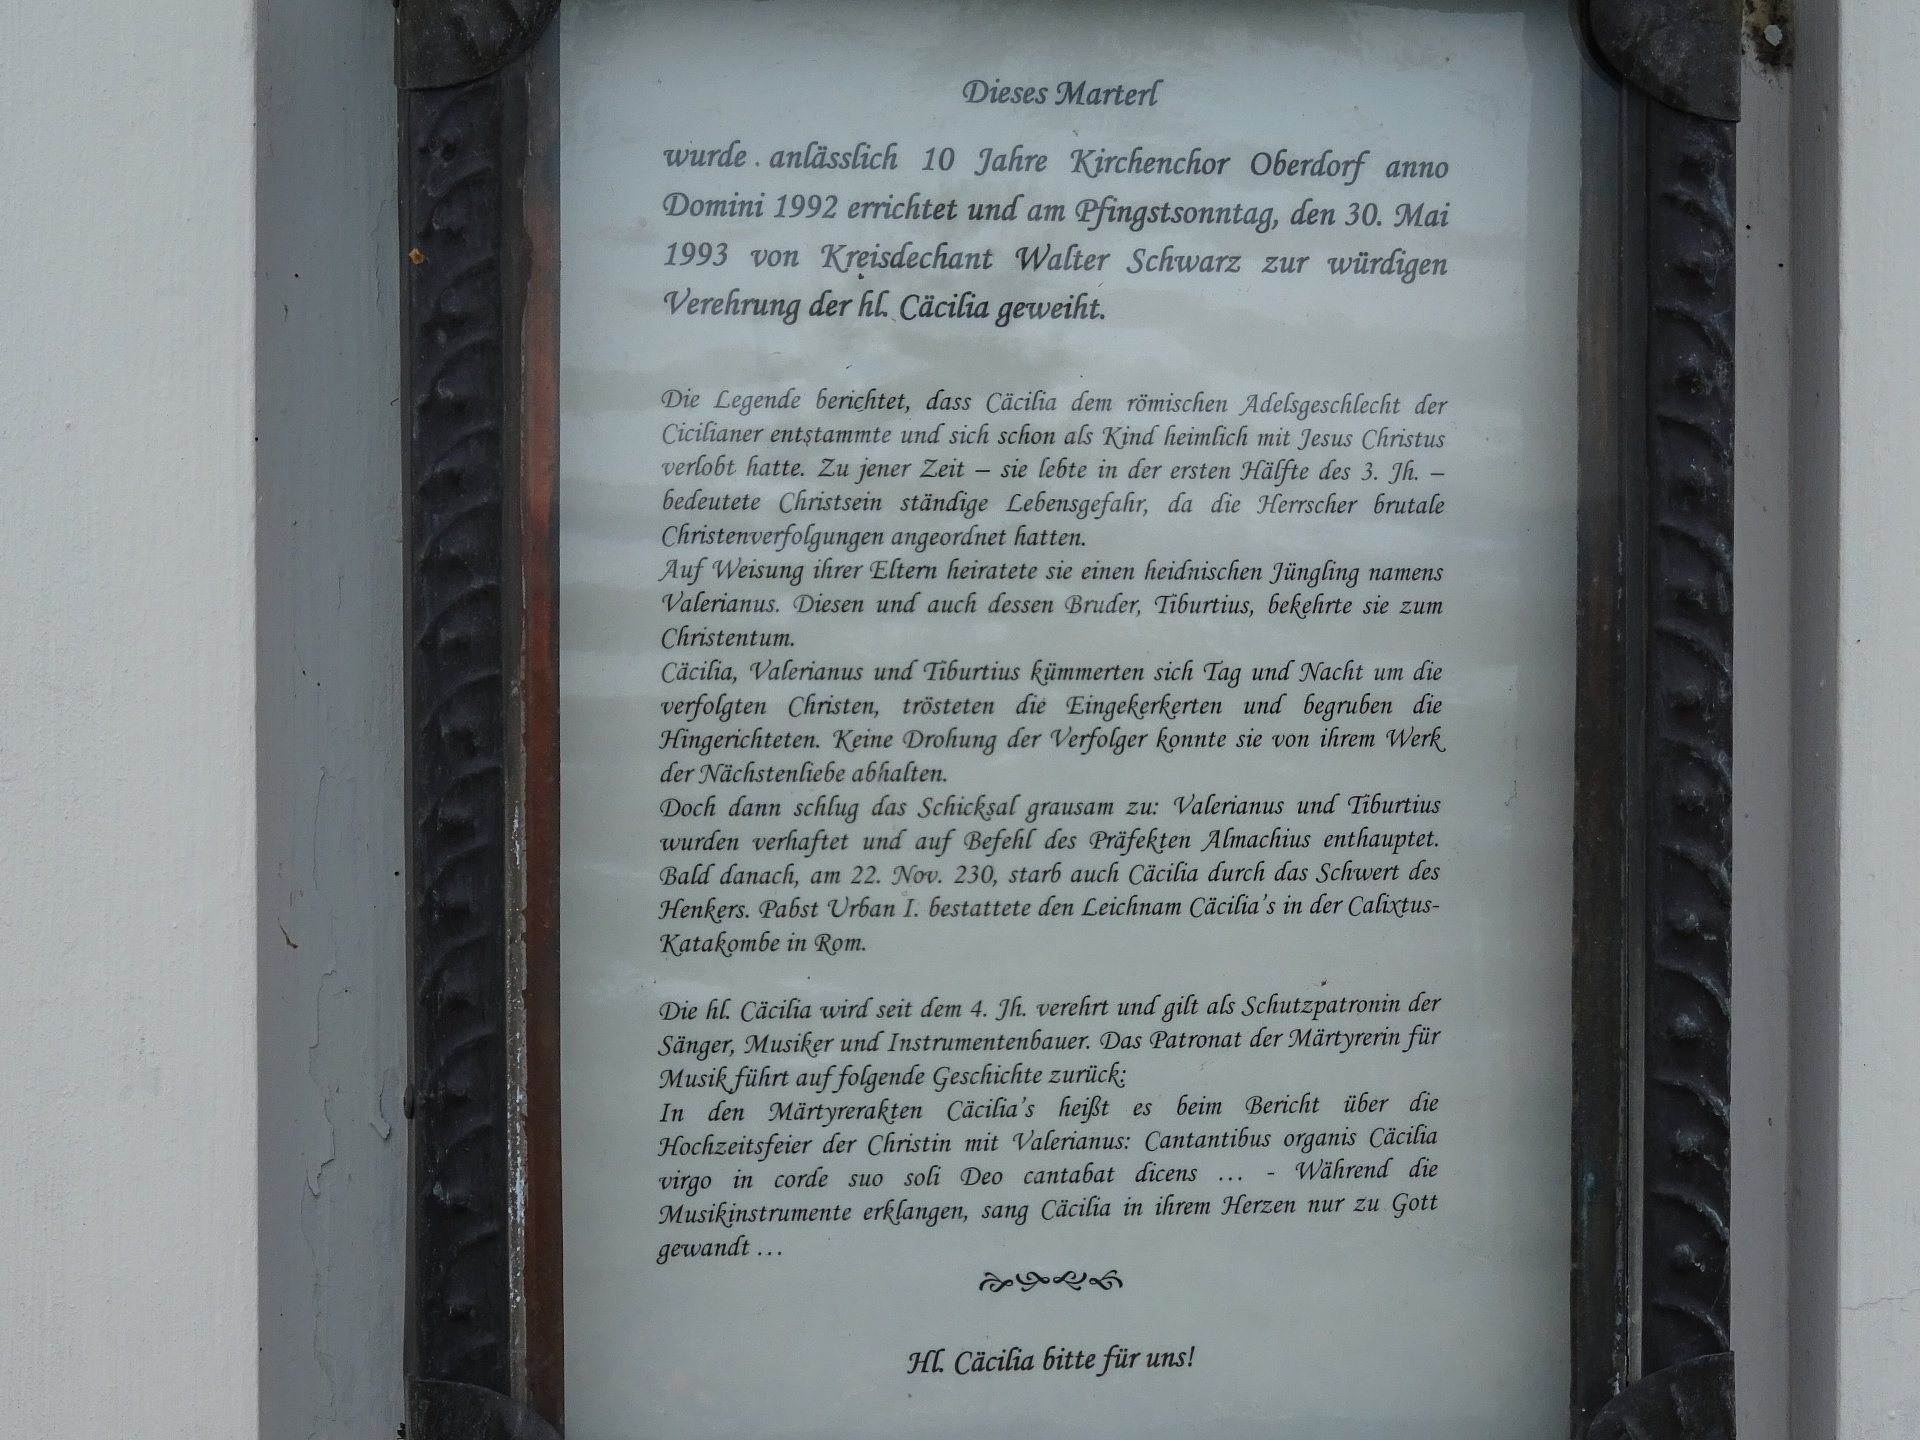 Dieses Marterl
wurde anlässlich 10 Jahre Kirchenchor Oberdorf anno
Domini 1992 errichtet und am Pfingstsonntag, den 30. Mai
1993 von Kreisdechant Walter Schwarz zur würdigen
Verehrung der hl. Cäcilia geweiht.
Die Legende berichtet, dass Cäcilia dem römischen Adelsgeschlecht der
Cicilianer entstammte und sich schon als Kind heimlich mit Jesus Christus
verlobt hatte. Zu jener Zeit – sie lebte in der ersten Hälfte des 3. Jh. –
bedeutete Christsein ständige Lebensgefahr, da die Herrscher brutale
Christenverfolgungen angeordnet hatten.
Auf Weisung ihrer Eltern heiratete sie einen heidnischen Jüngling namens
Valerianus. Diesen und auch dessen Bruder, Tiburtius, bekehrte sie zum
Christentum.
Cäcilia, Valerianus und Tiburtius kümmerten sich Tag und Nacht um die
verfolgten Christen, trösteten die Eingekerkerten und begruben die
Hingerichteten. Keine Drohung der Verfolger konnte sie von ihrem Werk
der Nächstenliebe abhalten.
Doch dann schlug das Schicksal grausam zu: Valerianus und Tiburtius
wurden verhaftet und auf Befehl des Präfekten Almachius enthauptet.
Bald danach, am 22. Nov. 230, starb auch Cäcilia durch das Schwert des
Henkers. Pabst Urban I. bestattete den Leichnam Cäcilia's in der Calixtus-
Katakombe in Rom.
Die hl. Cäcilia wird seit dem 4. Jh. verehrt und gilt als Schutzpatronin der
Sänger, Musiker und Instrumentenbauer. Das Patronat der Märtyrerin für
Musik führt auf folgende Geschichte zurück:
In den Märtyrerakten Cäcilia's heißt es beim Bericht über die
Hochzeitsfeier der Christin mit Valerianus: Cantantibus organis Cäcilia
virgo in corde suo soli Deo cantabat dicens … - Während die
Musikinstrumente erklangen, sang Cäcilia in ihrem Herzen nur zu Gott
gewandt …
Hl. Cäcilia bitte für uns!